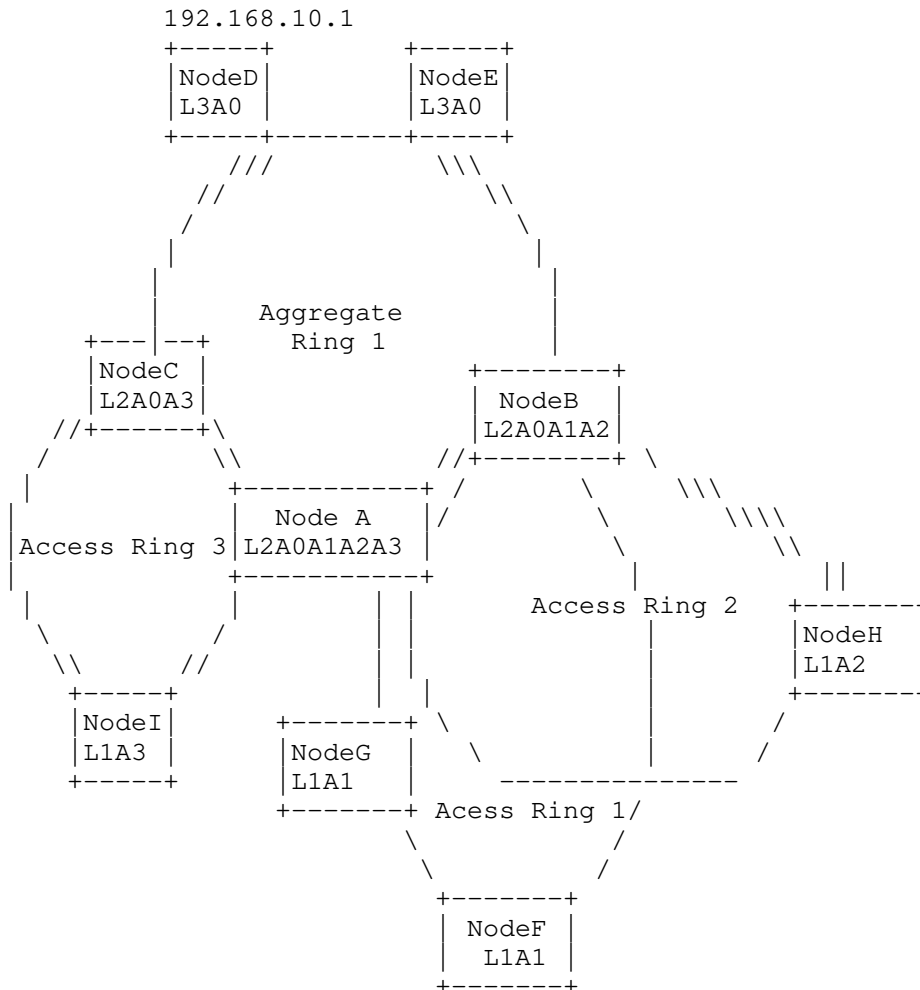 192.168.10.1
NodeD
L3A0
NodeE
L3A0
Aggregate
Ring 1
NodeC
L2A0A3
NodeB
L2A0A1A2
Node A
L2A0A1A2A3
Access Ring 3
Access Ring 2
NodeH
L1A2
NodeI
L1A3
NodeG
L1A1
Acess Ring 1
NodeF
L1A1